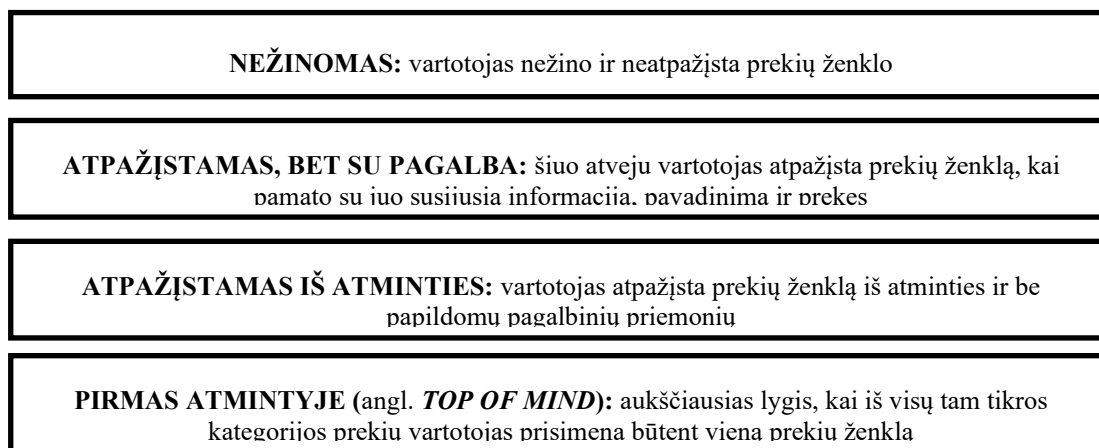 NEŽINOMAS: vartotojas nežino ir neatpažįsta prekių ženklo
ATPAŽĮSTAMAS, BET SU PAGALBA: šiuo atveju vartotojas atpažįsta prekių ženklą, kai
pamato su juo susijusią informaciją, pavadinimą ir prekes
ATPAŽĮSTAMAS IŠ ATMINTIES: vartotojas atpažįsta prekių ženklą iš atminties ir be
papildomų pagalbinių priemonių
PIRMAS ATMINTYJE (angl. TOP OF MIND): aukščiausias lygis, kai iš visų tam tikros
kategorijos prekių vartotojas prisimena būtent vieną prekių ženklą